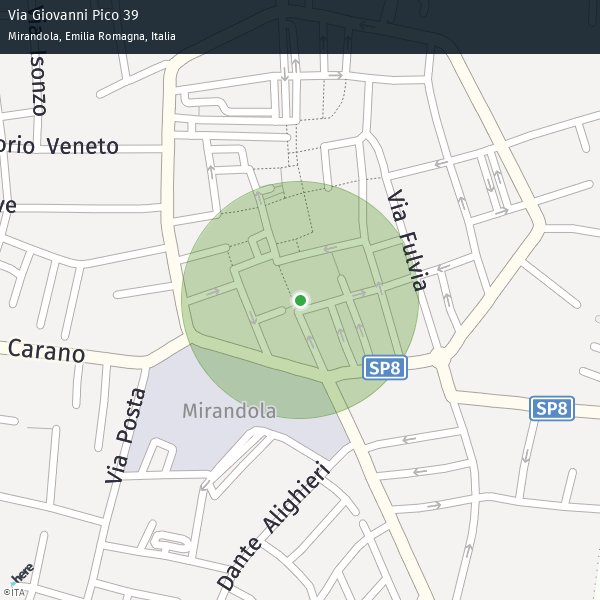 Via Giovanni Pico 39
Mirandola, Emilia Romagna, Italia
Via Isonzo
orio Veneto
ve
Via Fulvia
Carano
SP8
SP8
Mirandola
Via Posta
Dante Alighieri
here
©ITA